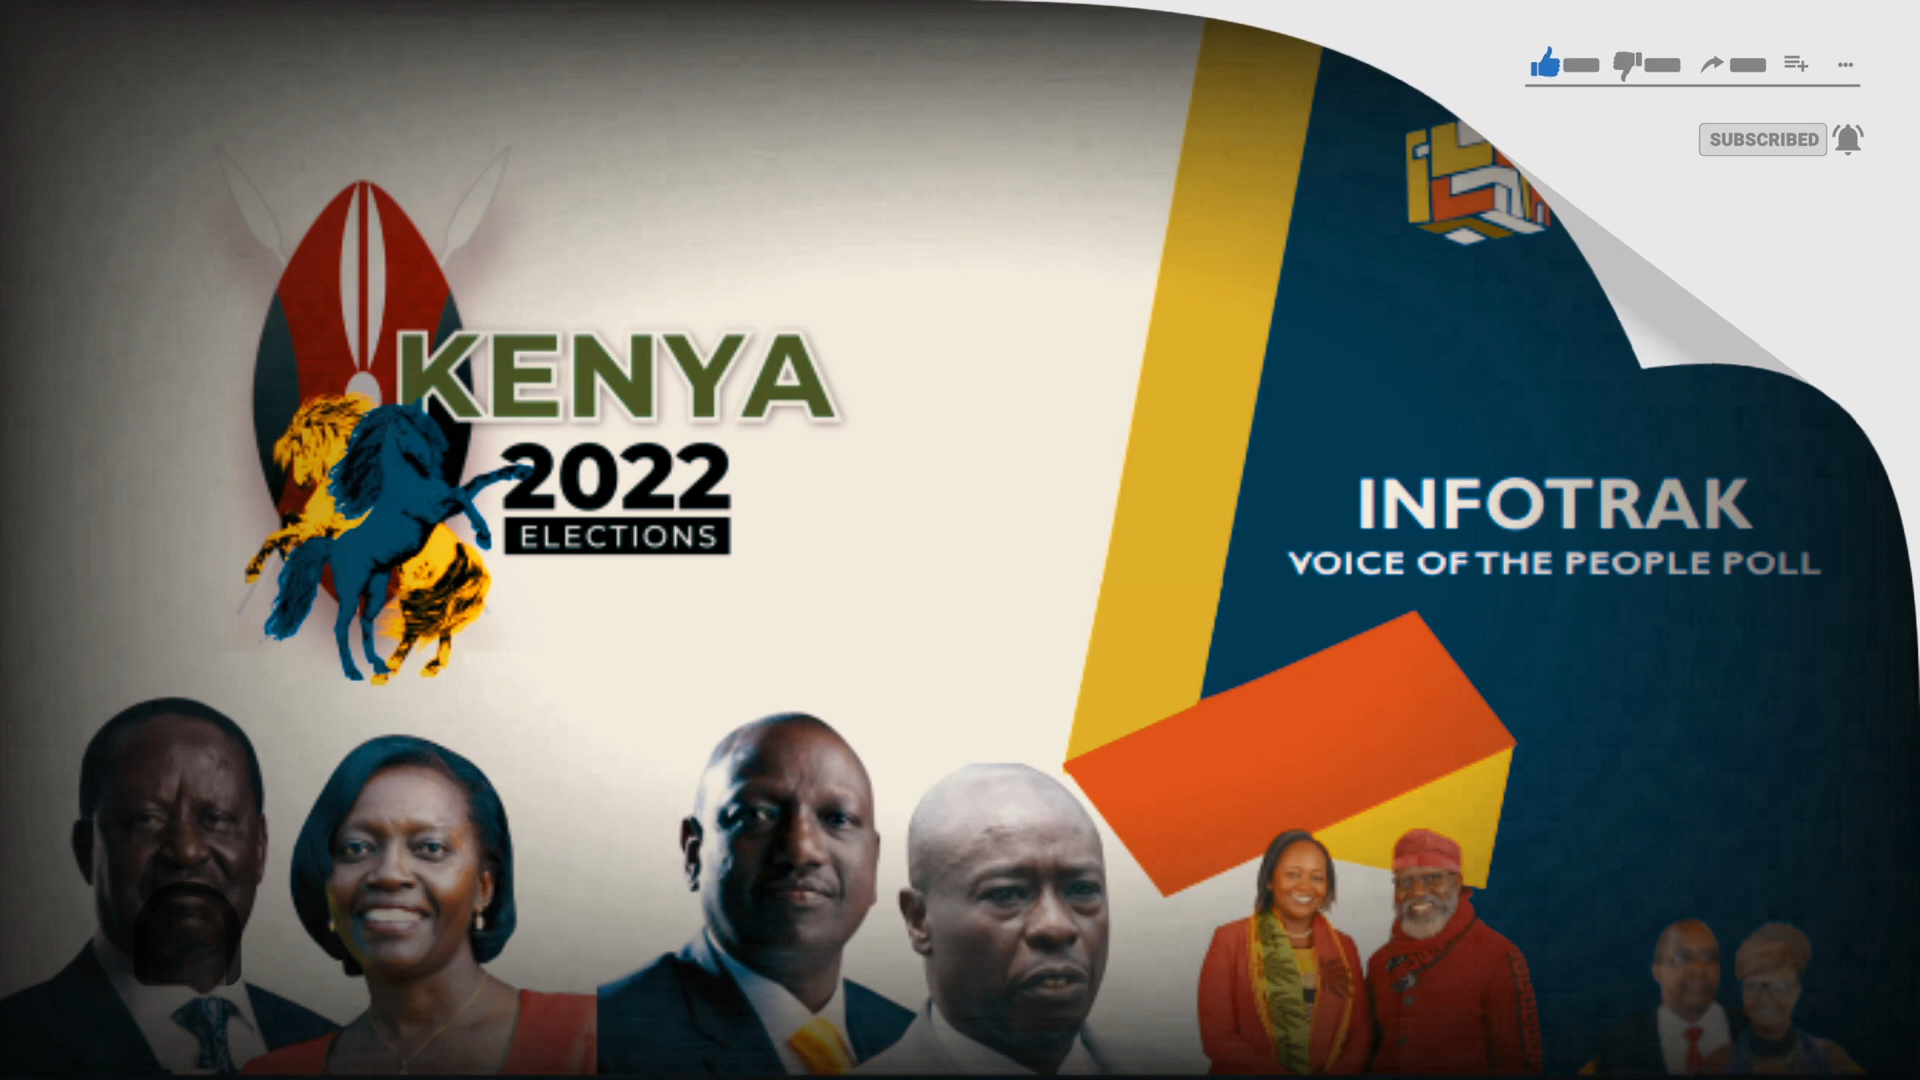 SUBSCRIBED
KENYA
2022
ELECTIONS
INFOTRAK
VOICE OF THE PEOPLE POLL